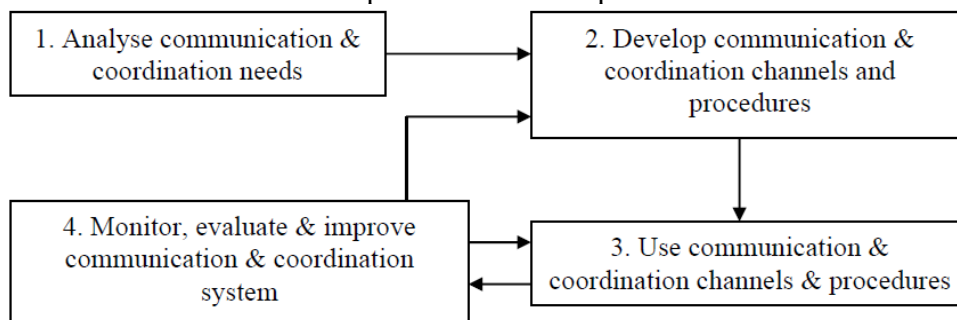 1. Analyse communication &
coordination needs
2. Develop communication &
coordination channels and
procedures
4. Monitor, evaluate & improve
communication & coordination
system
3. Use communication &
coordination channels & procedures